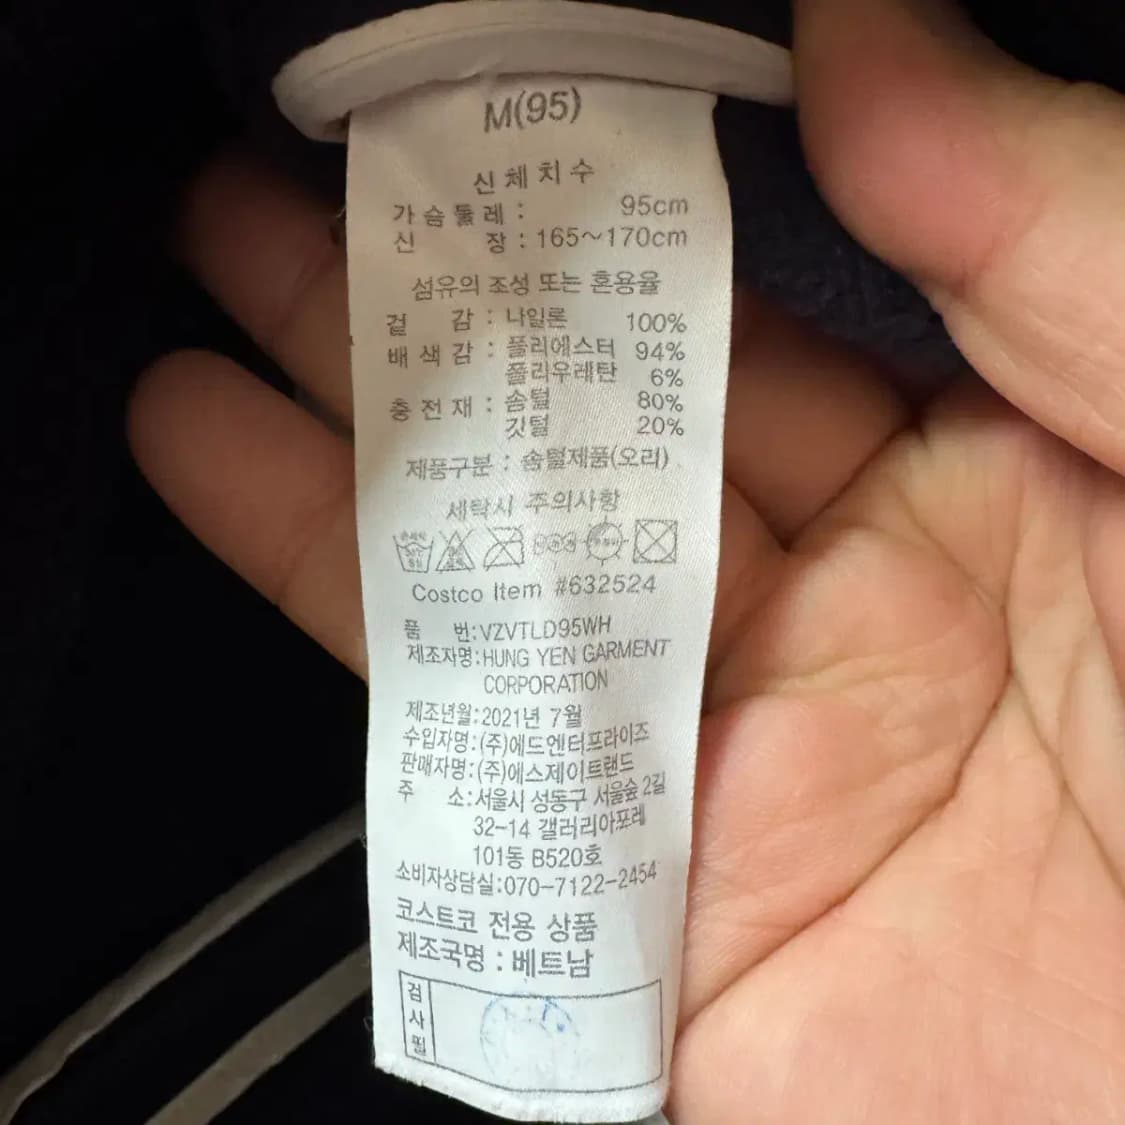 M(95)
신체치수
가슴둘레 : 95cm
신 장 : 165~170cm
섬유의 조성 또는 혼용율
겉 감 : 나일론 100%
배색감 : 폴리에스터 94%
폴리우레탄 6%
충전재 : 솜털 80%
깃털 20%
제품구분 : 솜털제품(오리)
세탁시 주의사항
Costco Item #632524
품 번:VZVTLD95WH
제조자명:HUNG YEN GARMENT
CORPORATION
제조년월:2021년 7월
수입자명:(주)에드엔터프라이즈
판매자명:(주)에스제이트랜드
주 소:서울시 성동구 서울숲 2길
32-14 갤러리아포레
101동 B520호
소비자상담실:070-7122-2454
코스트코 전용 상품
제조국명 : 베트남
검사필